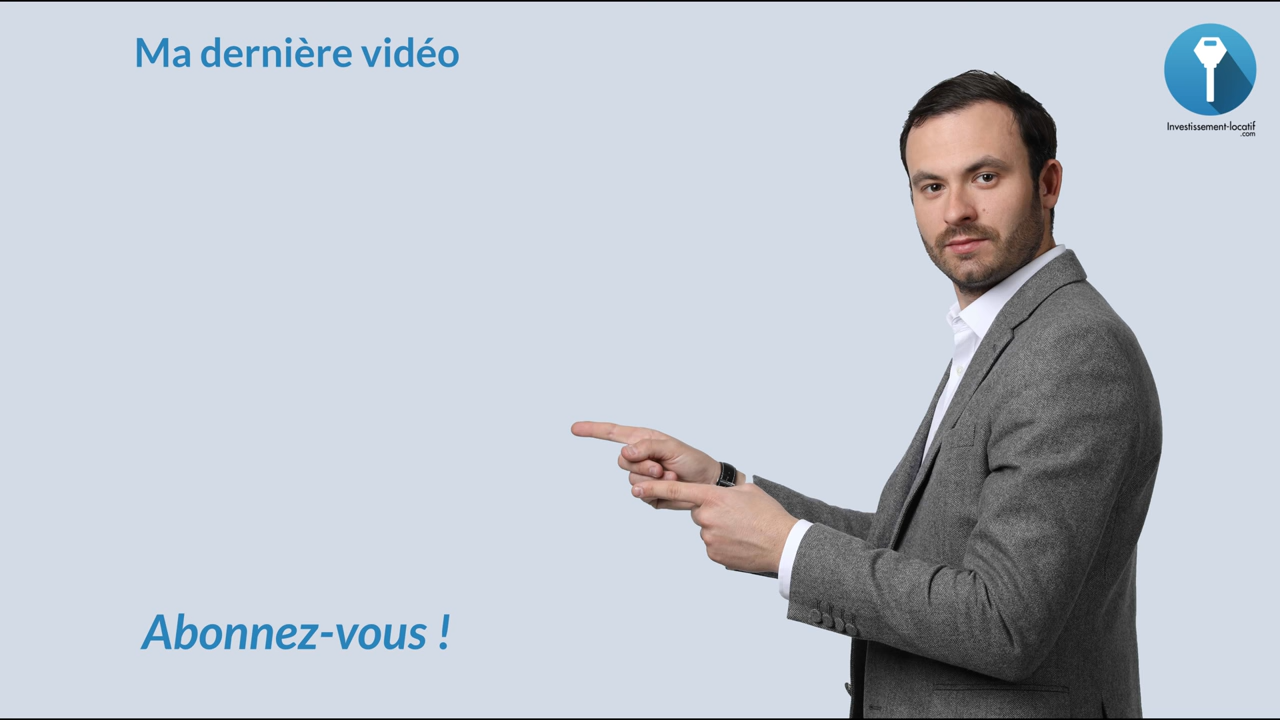 Ma dernière vidéo
Investissement-locatif
.com
Abonnez-vous !